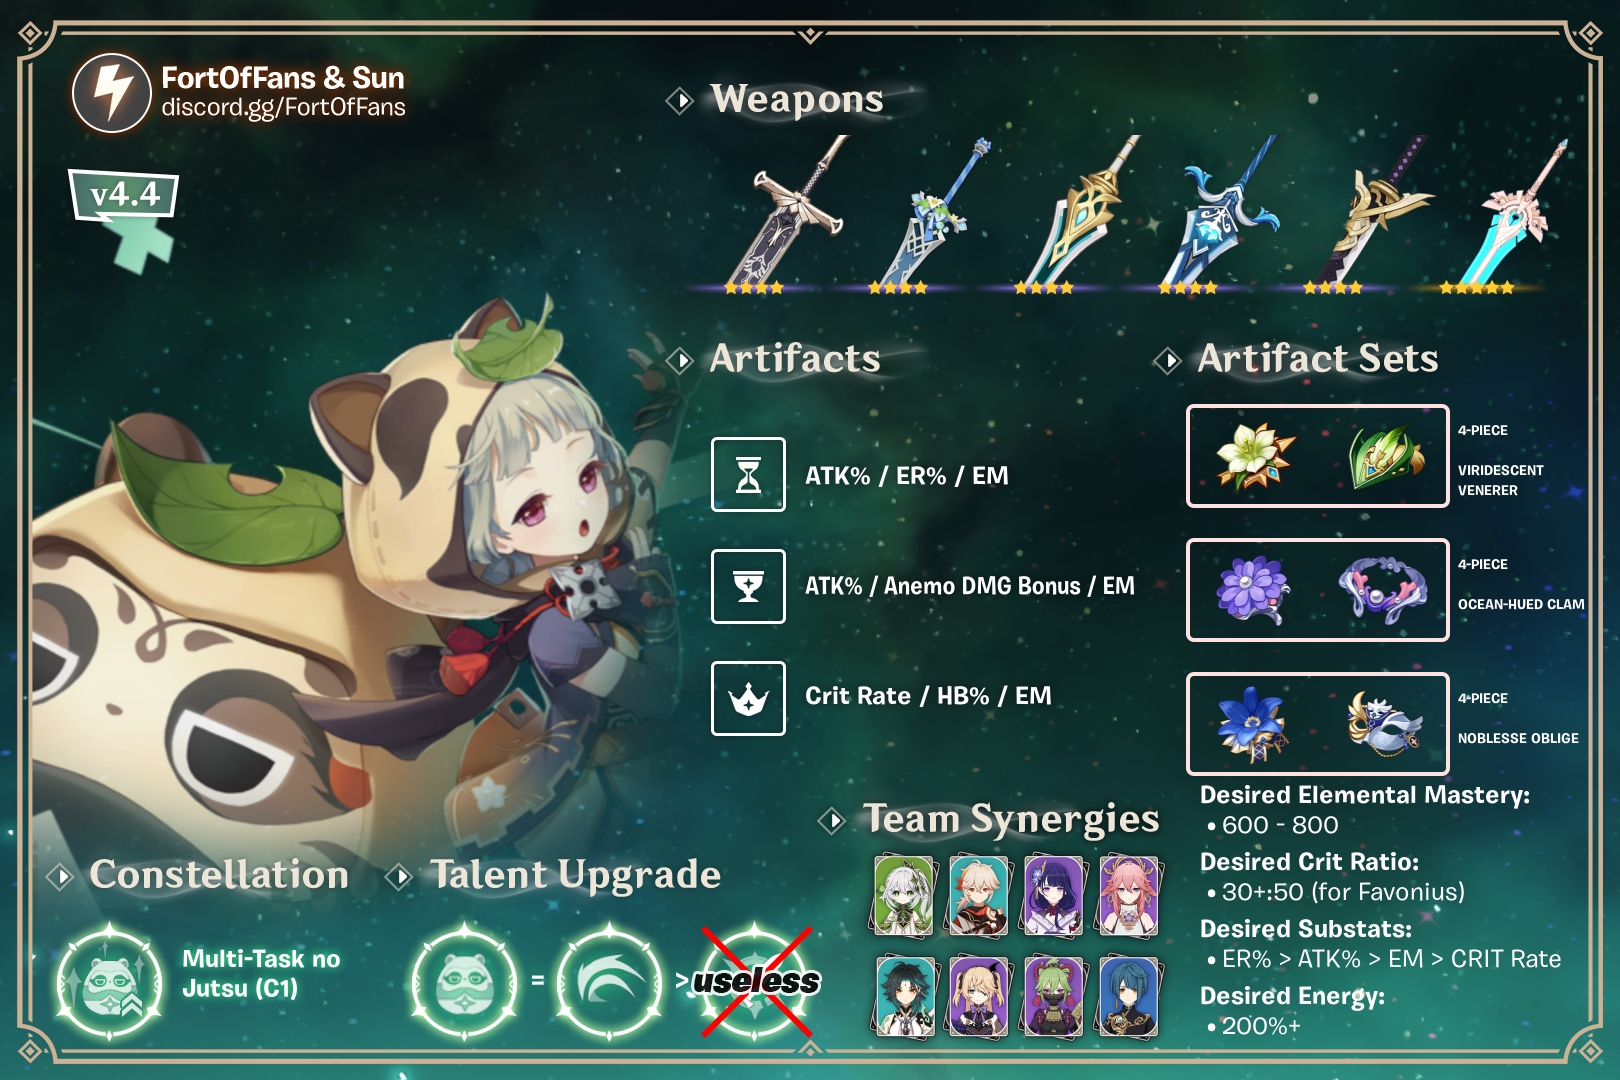 FortOfFans & Sun
discord.gg/FortOfFans
v4.4
Weapons
Artifacts
ATK% / ER% / EM
ATK% / Anemo DMG Bonus / EM
Crit Rate / HB% / EM
Artifact Sets
4-PIECE
VIRIDESCENT
VENERER
4-PIECE
OCEAN-HUED CLAM
4-PIECE
NOBLESSE OBLIGE
Constellation
Multi-Task no
Jutsu (C1)
Talent Upgrade
= > useless
Team Synergies
Desired Elemental Mastery:
• 600 - 800
Desired Crit Ratio:
• 30+:50 (for Favonius)
Desired Substats:
• ER% > ATK% > EM > CRIT Rate
Desired Energy:
• 200%+